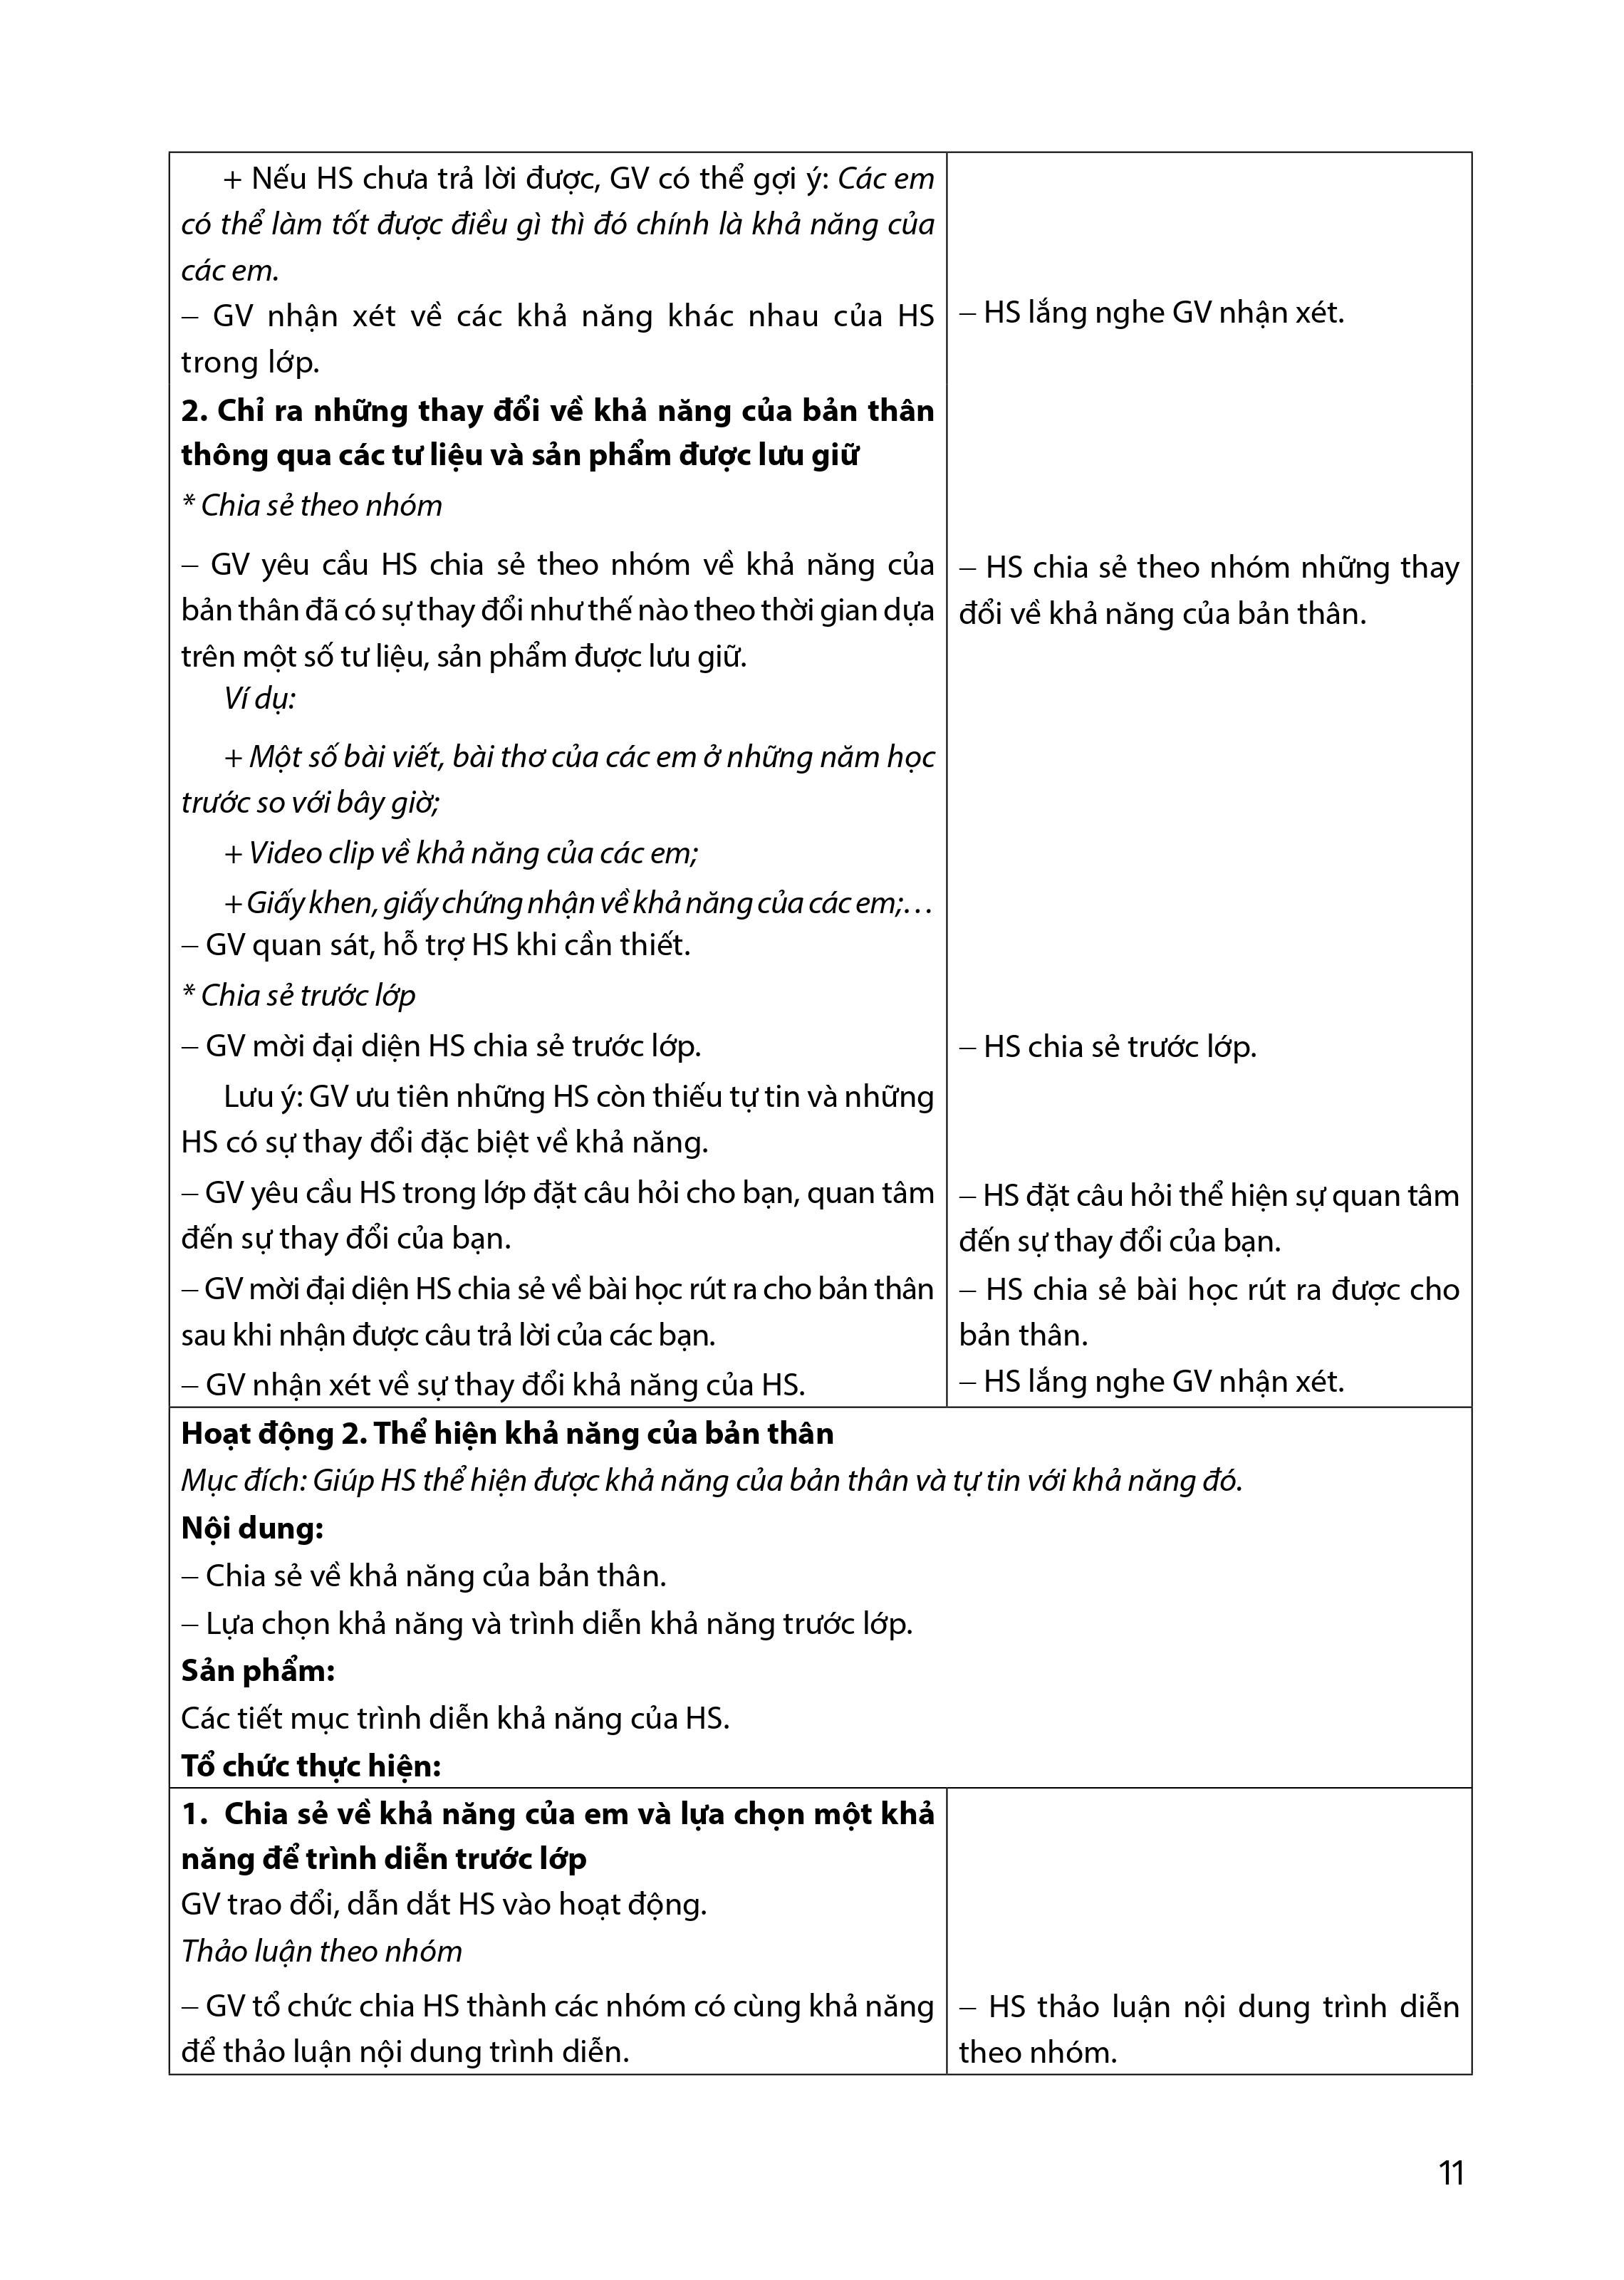 + Nếu HS chưa trả lời được, GV có thể gợi ý: Các em
có thể làm tốt được điều gì thì đó chính là khả năng của
các em.
– GV nhận xét về các khả năng khác nhau của HS
trong lớp.
– HS lắng nghe GV nhận xét.
2. Chỉ ra những thay đổi về khả năng của bản thân
thông qua các tư liệu và sản phẩm được lưu giữ
* Chia sẻ theo nhóm
– GV yêu cầu HS chia sẻ theo nhóm về khả năng của
bản thân đã có sự thay đổi như thế nào theo thời gian dựa
trên một số tư liệu, sản phẩm được lưu giữ.
– HS chia sẻ theo nhóm những thay
đổi về khả năng của bản thân.
Ví dụ:
+ Một số bài viết, bài thơ của các em ở những năm học
trước so với bây giờ;
+ Video clip về khả năng của các em;
+ Giấy khen, giấy chứng nhận về khả năng của các em;…
– GV quan sát, hỗ trợ HS khi cần thiết.
* Chia sẻ trước lớp
– GV mời đại diện HS chia sẻ trước lớp.
– HS chia sẻ trước lớp.
Lưu ý: GV ưu tiên những HS còn thiếu tự tin và những
HS có sự thay đổi đặc biệt về khả năng.
– GV yêu cầu HS trong lớp đặt câu hỏi cho bạn, quan tâm
đến sự thay đổi của bạn.
– HS đặt câu hỏi thể hiện sự quan tâm
đến sự thay đổi của bạn.
– GV mời đại diện HS chia sẻ về bài học rút ra cho bản thân
sau khi nhận được câu trả lời của các bạn.
– HS chia sẻ bài học rút ra được cho
bản thân.
– GV nhận xét về sự thay đổi khả năng của HS.
– HS lắng nghe GV nhận xét.
Hoạt động 2. Thể hiện khả năng của bản thân
Mục đích: Giúp HS thể hiện được khả năng của bản thân và tự tin với khả năng đó.
Nội dung:
– Chia sẻ về khả năng của bản thân.
– Lựa chọn khả năng và trình diễn khả năng trước lớp.
Sản phẩm:
Các tiết mục trình diễn khả năng của HS.
Tổ chức thực hiện:
1. Chia sẻ về khả năng của em và lựa chọn một khả
năng để trình diễn trước lớp
GV trao đổi, dẫn dắt HS vào hoạt động.
Thảo luận theo nhóm
– GV tổ chức chia HS thành các nhóm có cùng khả năng
để thảo luận nội dung trình diễn.
– HS thảo luận nội dung trình diễn
theo nhóm.
11